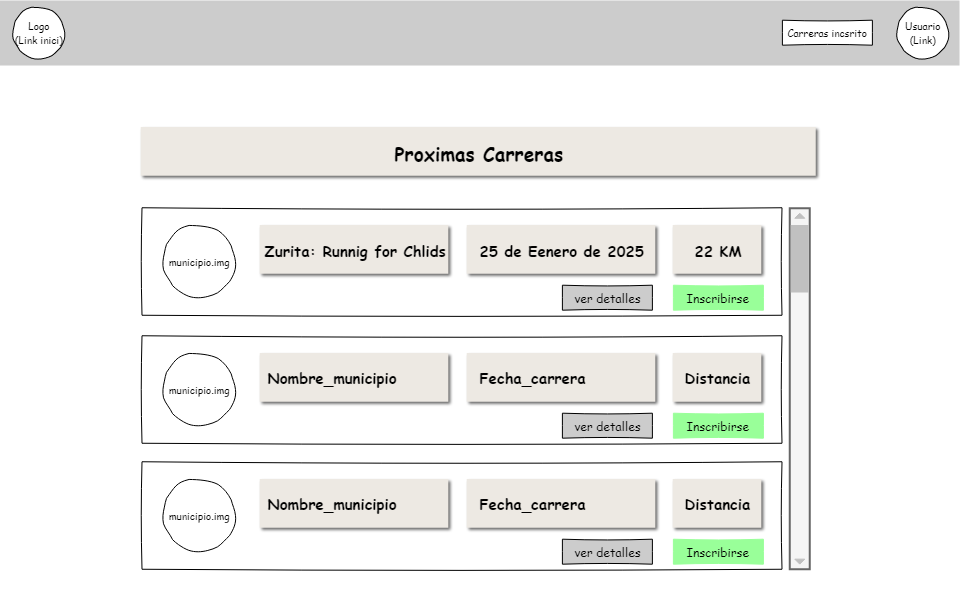 Logo
(Link inici)
Carreras incsrito
Usuario
(Link)
Proximas Carreras
municipio.img
Zurita: Runnig for Chlids
25 de Eenero de 2025
22 KM
ver detalles
Inscribirse
municipio.img
Nombre_municipio
Fecha_carrera
Distancia
ver detalles
Inscribirse
municipio.img
Nombre_municipio
Fecha_carrera
Distancia
ver detalles
Inscribirse